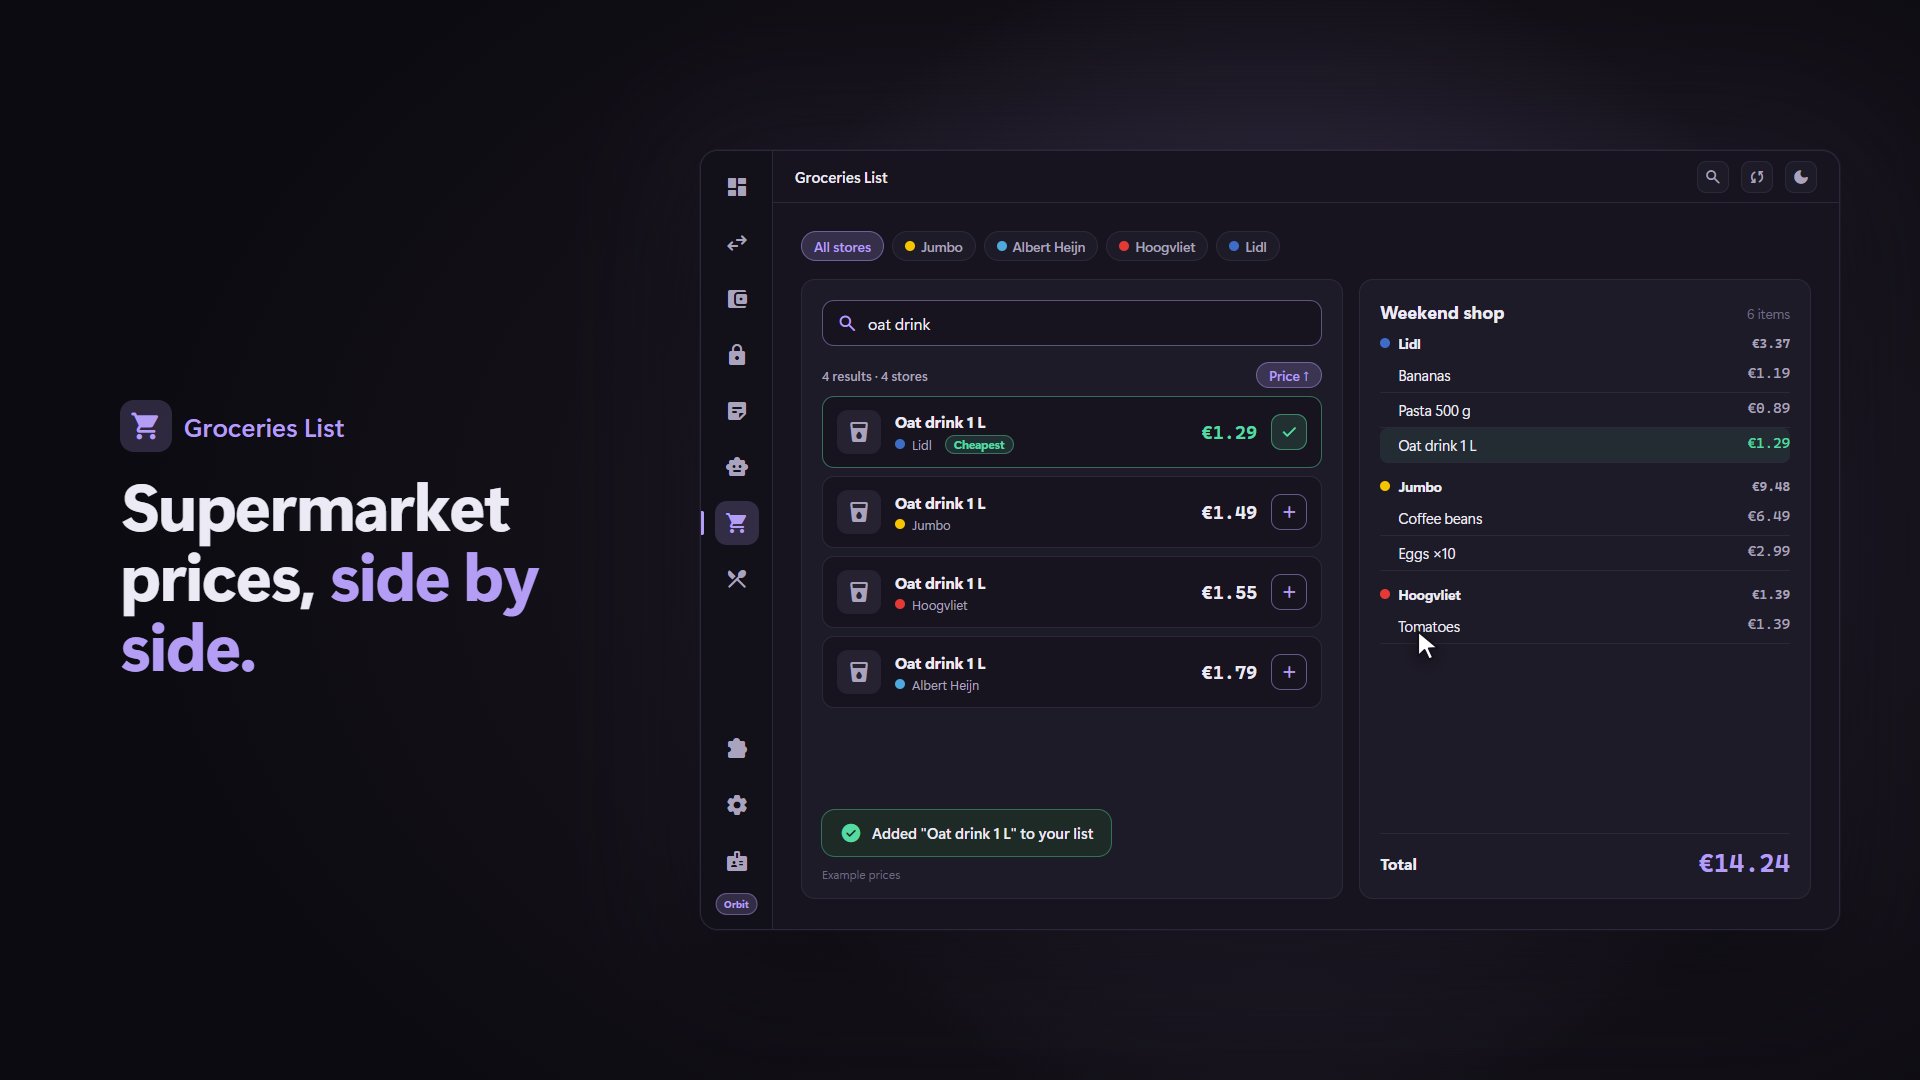 Groceries List
Supermarket
prices, side by
side.
Groceries List
All stores
Jumbo
Albert Heijn
Hoogvliet
Lidl
oat drink
4 results · 4 stores
Price ↑
Oat drink 1 L
Lidl
Cheapest
€1.29
Oat drink 1 L
Jumbo
€1.49
Oat drink 1 L
Hoogvliet
€1.55
Oat drink 1 L
Albert Heijn
€1.79
Added "Oat drink 1 L" to your list
Example prices
Orbit
Weekend shop
6 items
Lidl €3.37
Bananas €1.19
Pasta 500 g €0.89
Oat drink 1 L €1.29
Jumbo €9.48
Coffee beans €6.49
Eggs ×10 €2.99
Hoogvliet €1.39
Tomatoes €1.39
Total €14.24